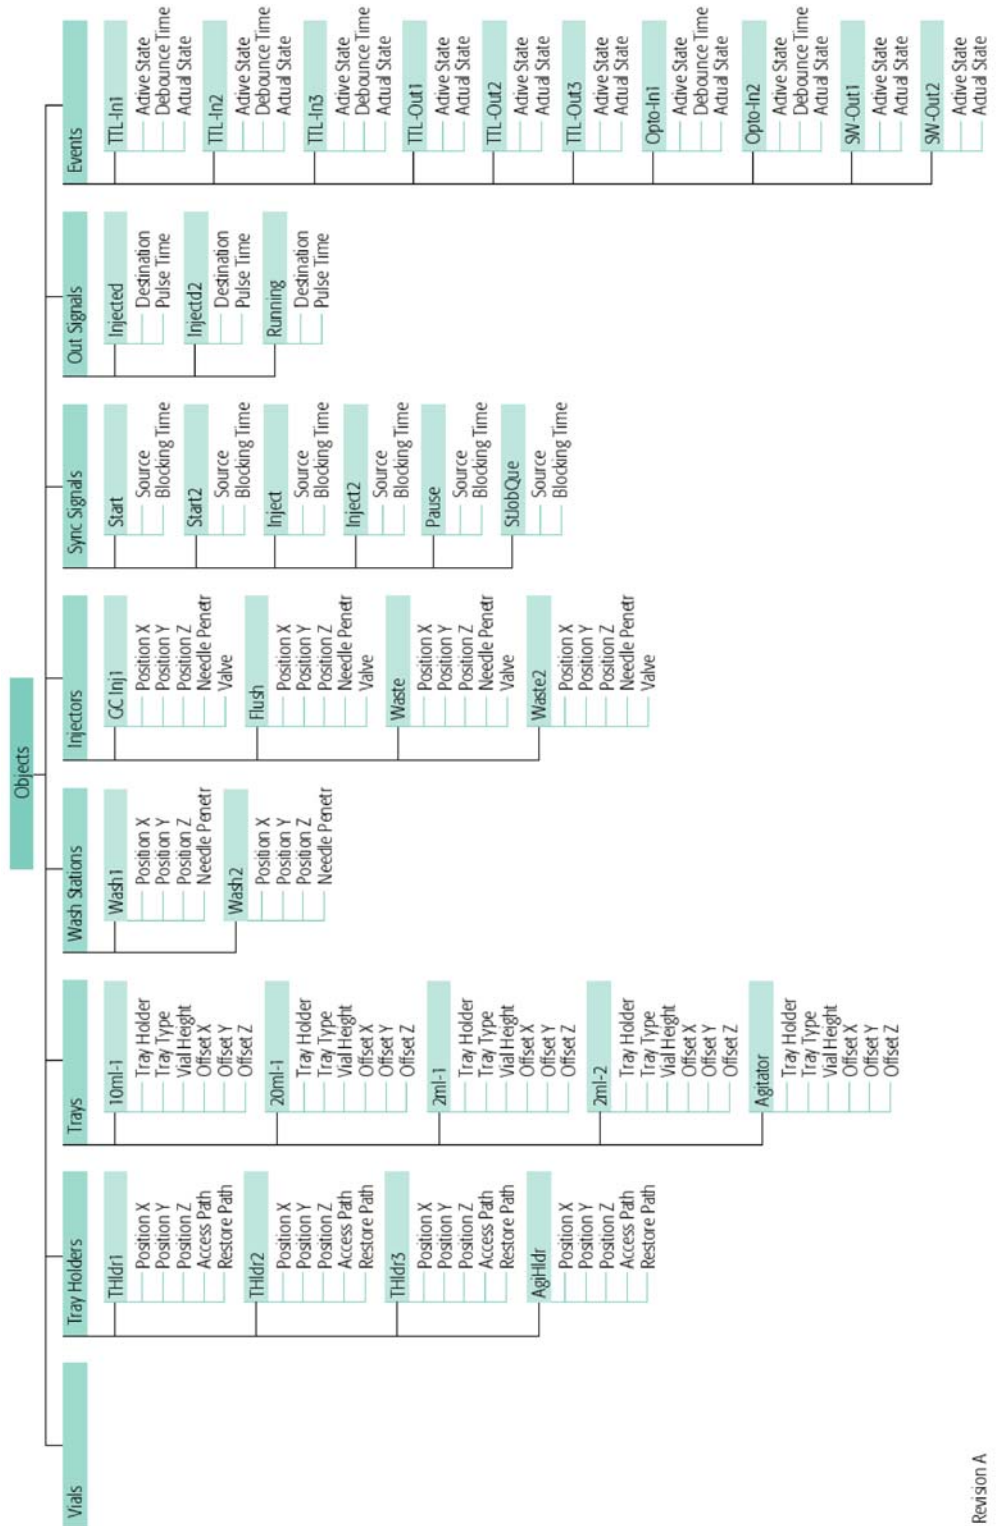 Objects
Vials
Tray Holders
THldr1
Position X
Position Y
Position Z
Access Path
Restore Path
THldr2
Position X
Position Y
Position Z
Access Path
Restore Path
THldr3
Position X
Position Y
Position Z
Access Path
Restore Path
AgiHldr
Position X
Position Y
Position Z
Access Path
Restore Path
Trays
10ml-1
Tray Holder
Tray Type
Vial Height
Offset X
Offset Y
Offset Z
20ml-1
Tray Holder
Tray Type
Vial Height
Offset X
Offset Y
Offset Z
2ml-1
Tray Holder
Tray Type
Vial Height
Offset X
Offset Y
Offset Z
2ml-2
Tray Holder
Tray Type
Vial Height
Offset X
Offset Y
Offset Z
Agitator
Tray Holder
Tray Type
Vial Height
Offset X
Offset Y
Offset Z
Wash Stations
Wash1
Position X
Position Y
Position Z
Needle Penetr
Wash2
Position X
Position Y
Position Z
Needle Penetr
Injectors
GC Inj1
Position X
Position Y
Position Z
Needle Penetr
Valve
Flush
Position X
Position Y
Position Z
Needle Penetr
Valve
Waste
Position X
Position Y
Position Z
Needle Penetr
Valve
Waste2
Position X
Position Y
Position Z
Needle Penetr
Valve
Sync Signals
Start
Source
Blocking Time
Start2
Source
Blocking Time
Inject
Source
Blocking Time
Inject2
Source
Blocking Time
Pause
Source
Blocking Time
StJobQue
Source
Blocking Time
Out Signals
Injected
Destination
Pulse Time
Injectd2
Destination
Pulse Time
Running
Destination
Pulse Time
Events
TTL-In1
Active State
Debounce Time
Actual State
TTL-In2
Active State
Debounce Time
Actual State
TTL-In3
Active State
Debounce Time
Actual State
TTL-Out1
Active State
Actual State
TTL-Out2
Active State
Actual State
TTL-Out3
Active State
Actual State
Opto-In1
Active State
Debounce Time
Actual State
Opto-In2
Active State
Debounce Time
Actual State
SW-Out1
Active State
Actual State
SW-Out2
Active State
Actual State
Revision A